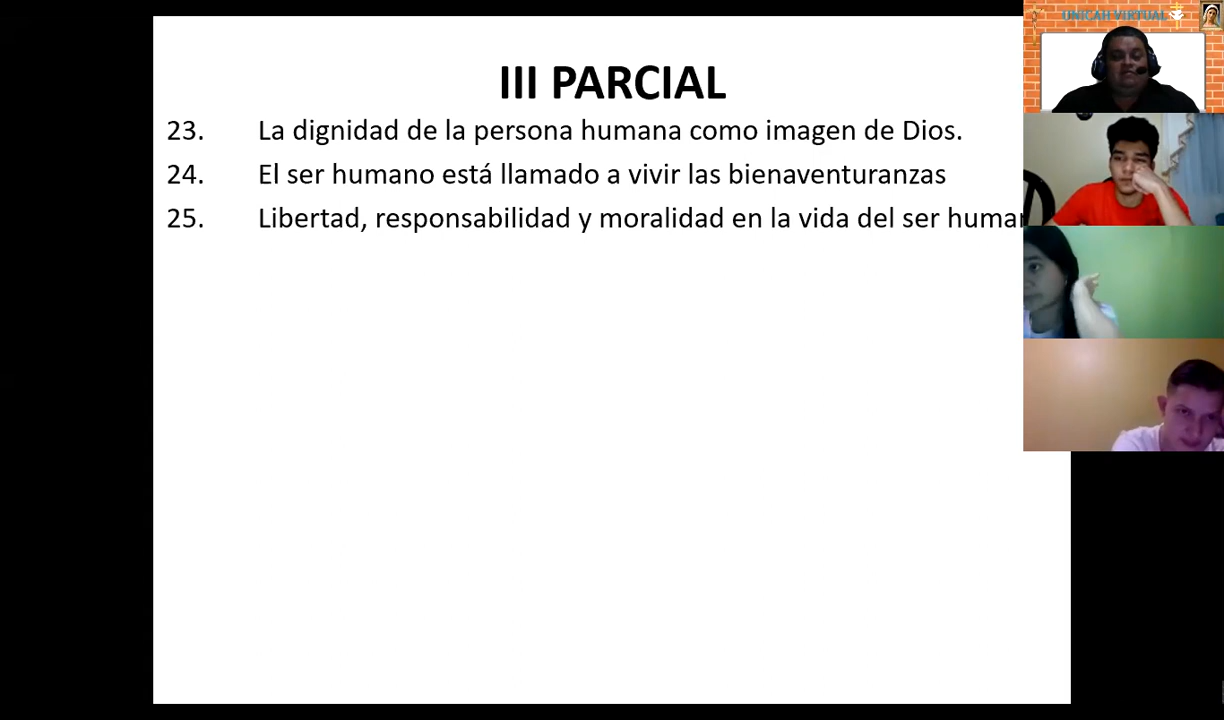 III PARCIAL
23. La dignidad de la persona humana como imagen de Dios.
24. El ser humano está llamado a vivir las bienaventuranzas
25. Libertad, responsabilidad y moralidad en la vida del ser
UNICAH VIRTUAL